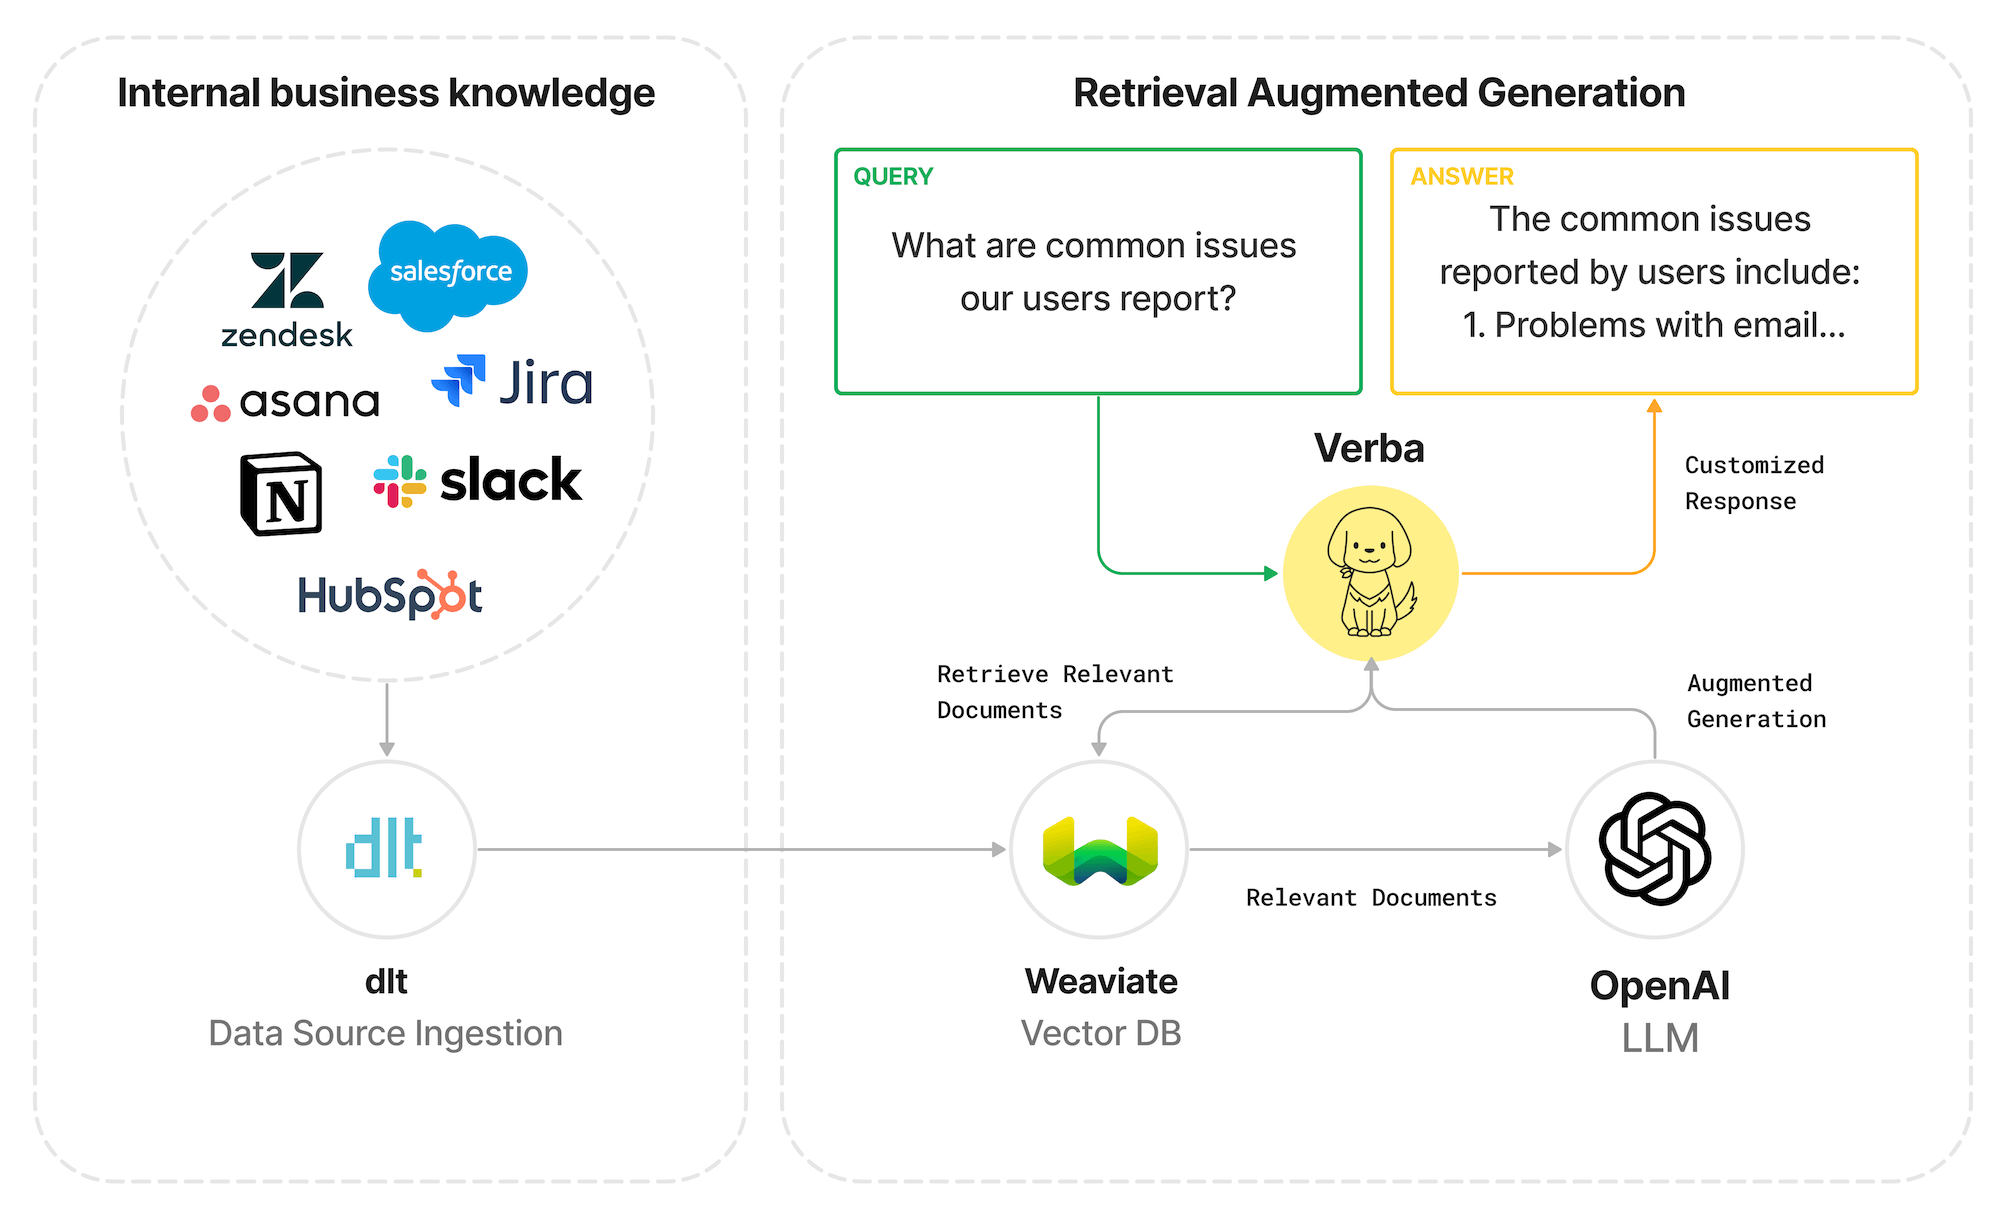 Internal business knowledge
zendesk
salesforce
asana
Jira
N
slack
HubSpot
dlt
dlt
Data Source Ingestion
Retrieval Augmented Generation
QUERY
What are common issues
our users report?
ANSWER
The common issues
reported by users include:
1. Problems with email...
Verba
Customized
Response
Retrieve Relevant
Documents
Augmented
Generation
Relevant Documents
Weaviate
Vector DB
OpenAI
LLM